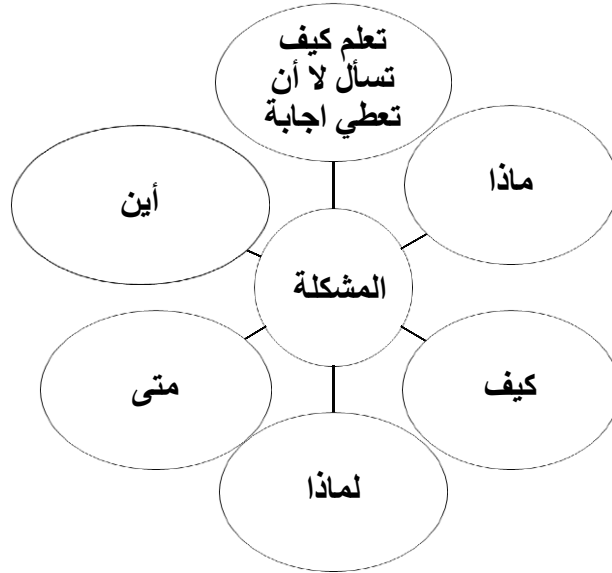 تعلم كيف
تسأل لا أن
تعطي اجابة
ماذا
أين
المشكلة
كيف
متى
لماذا